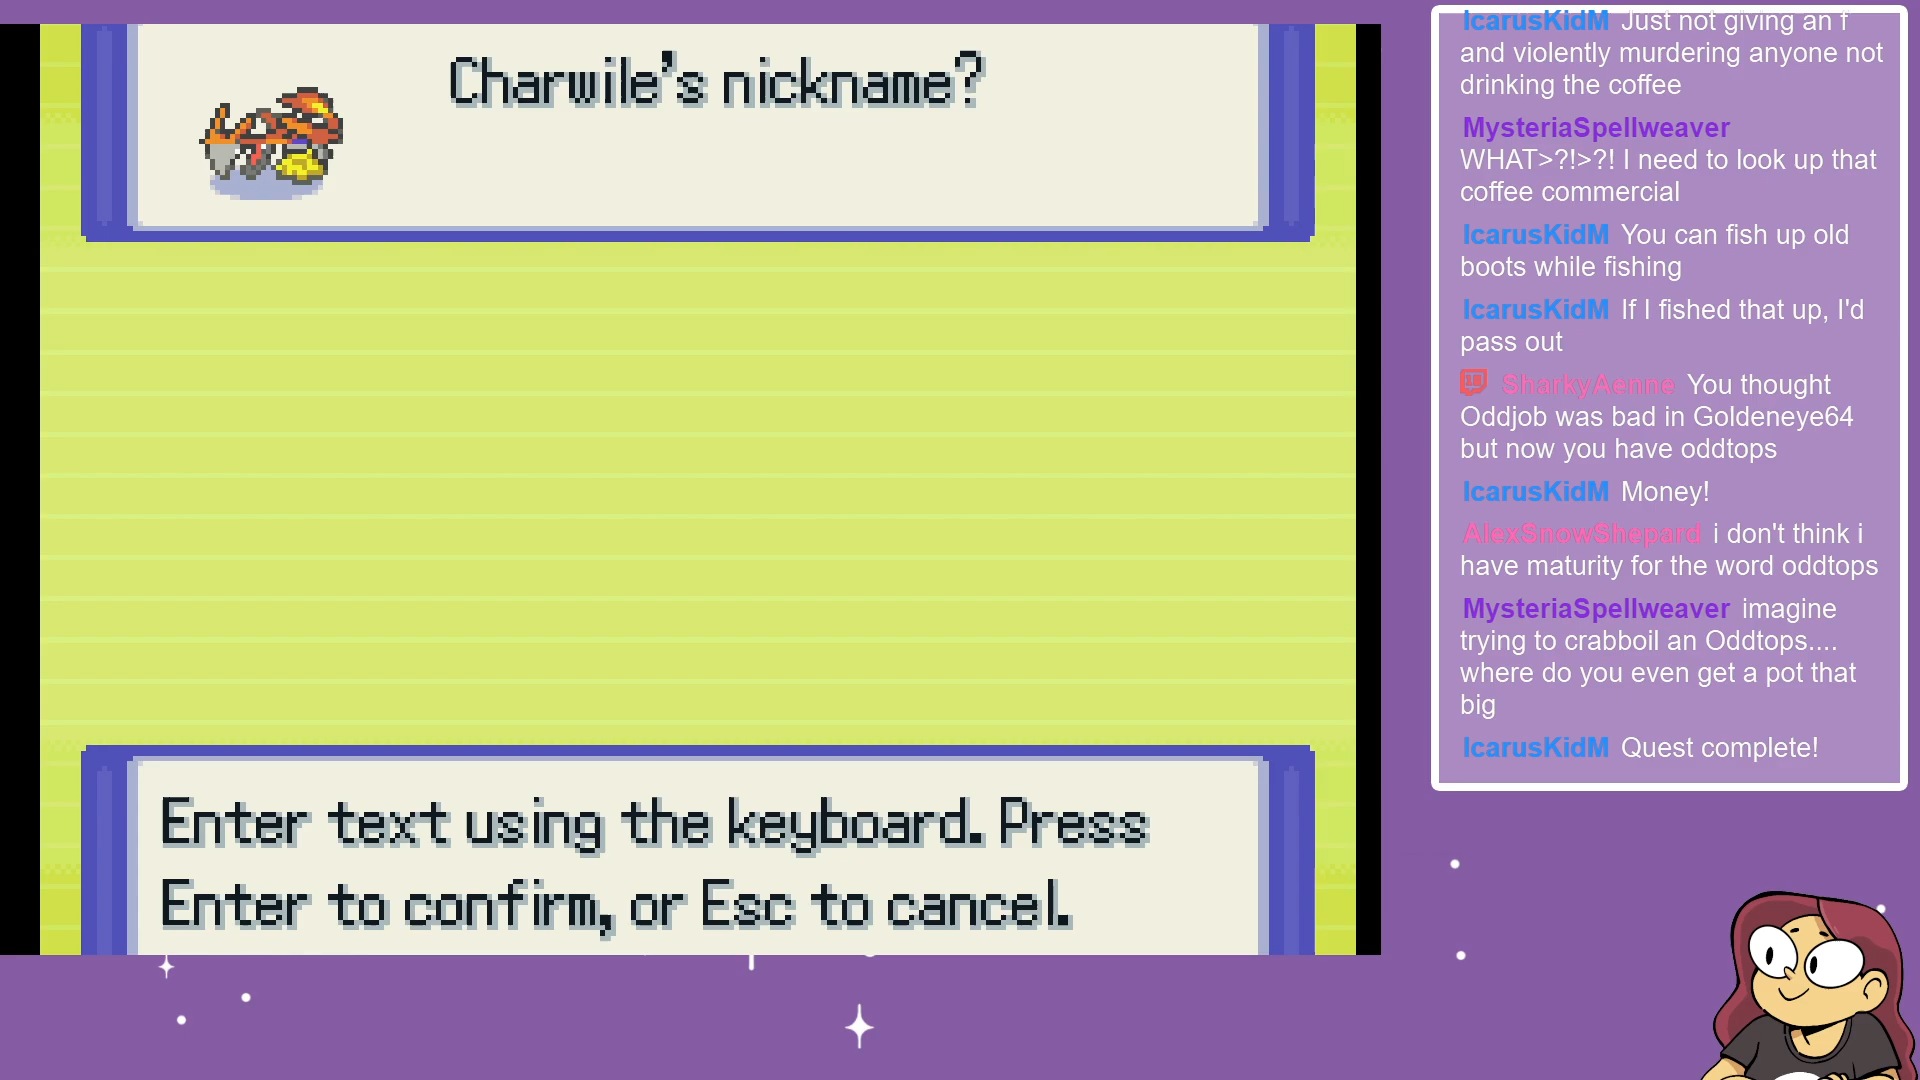 Charwile's nickname?
Enter text using the keyboard. Press
Enter to confirm, or Esc to cancel.
IcarusKidM Just not giving an f
and violently murdering anyone not
drinking the coffee
MysteriaSpellweaver
WHAT>?!>?! I need to look up that
coffee commercial
IcarusKidM You can fish up old
boots while fishing
IcarusKidM If I fished that up, I'd
pass out
SharkyAenne You thought
Oddjob was bad in Goldeneye64
but now you have oddtops
IcarusKidM Money!
AlexSnowShepard i don't think i
have maturity for the word oddtops
MysteriaSpellweaver imagine
trying to crabboil an Oddtops....
where do you even get a pot that
big
IcarusKidM Quest complete!